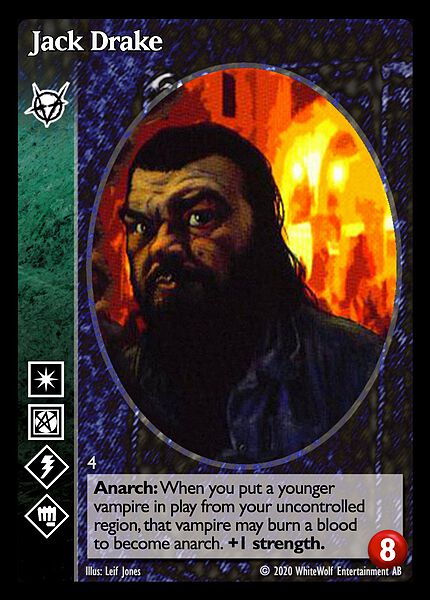 Jack Drake
4
Anarch: When you put a younger
vampire in play from your uncontrolled
region, that vampire may burn a blood
to become anarch. +1 strength.
8
Illus: Leif Jones
© 2020 WhiteWolf Entertainment AB